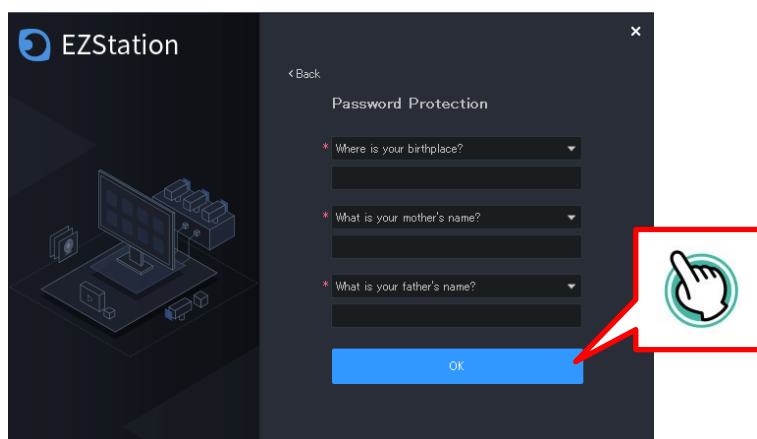 EZStation
<Back
Password Protection
* Where is your birthplace?
* What is your mother's name?
* What is your father's name?
OK